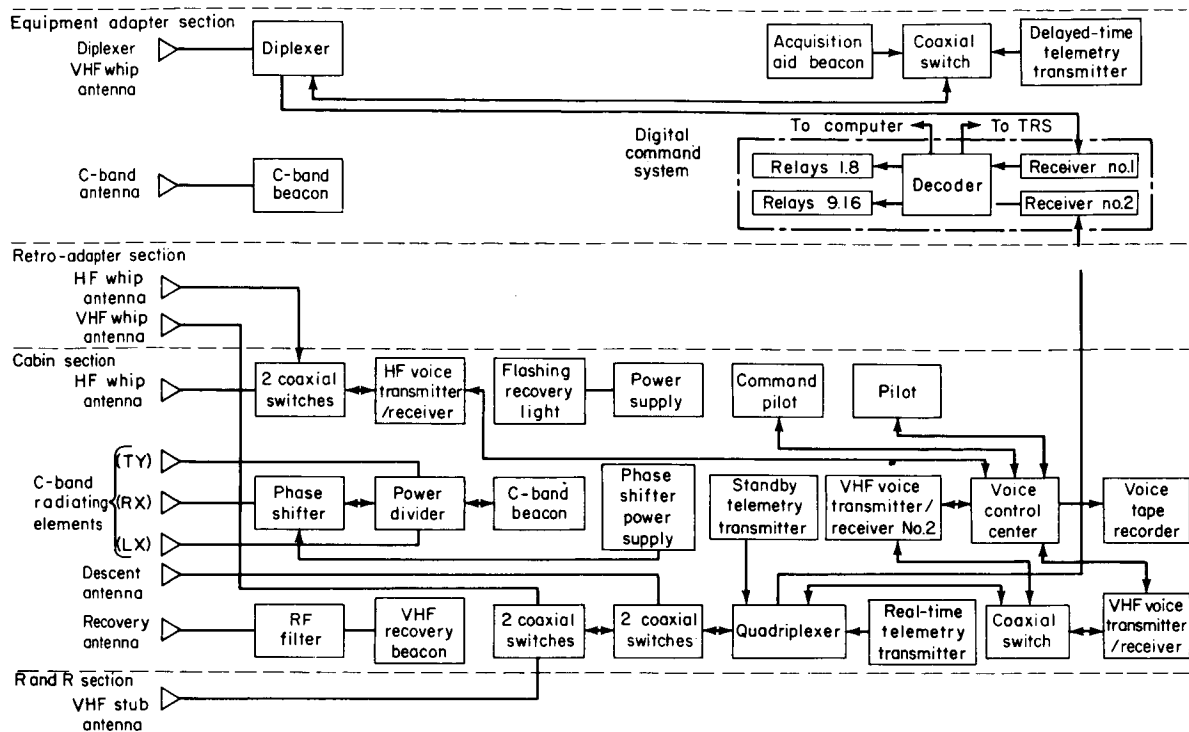 Equipment adapter section
Diplexer
VHF whip
antenna
Diplexer
Acquisition
aid beacon
Coaxial
switch
Delayed-time
telemetry
transmitter
To computer
To TRS
Digital
command
system
Relays 1.8
Relays 9.16
Decoder
Receiver no.1
Receiver no.2
C-band
antenna
C-band
beacon
Retro-adapter section
HF whip
antenna
VHF whip
antenna
Cabin section
HF whip
antenna
2 coaxial
switches
HF voice
transmitter
/receiver
Flashing
recovery
light
Power
supply
Command
pilot
Pilot
C-band
radiating
elements
(TY)
(RX)
(LX)
Phase
shifter
Power
divider
C-band
beacon
Phase
shifter
power
supply
Standby
telemetry
transmitter
VHF voice
transmitter/
receiver No.2
Voice
control
center
Voice
tape
recorder
Descent
antenna
Recovery
antenna
RF
filter
VHF
recovery
beacon
2 coaxial
switches
2 coaxial
switches
Quadriplexer
Real-time
telemetry
transmitter
Coaxial
switch
VHF voice
transmitter
/receiver
R and R section
VHF stub
antenna